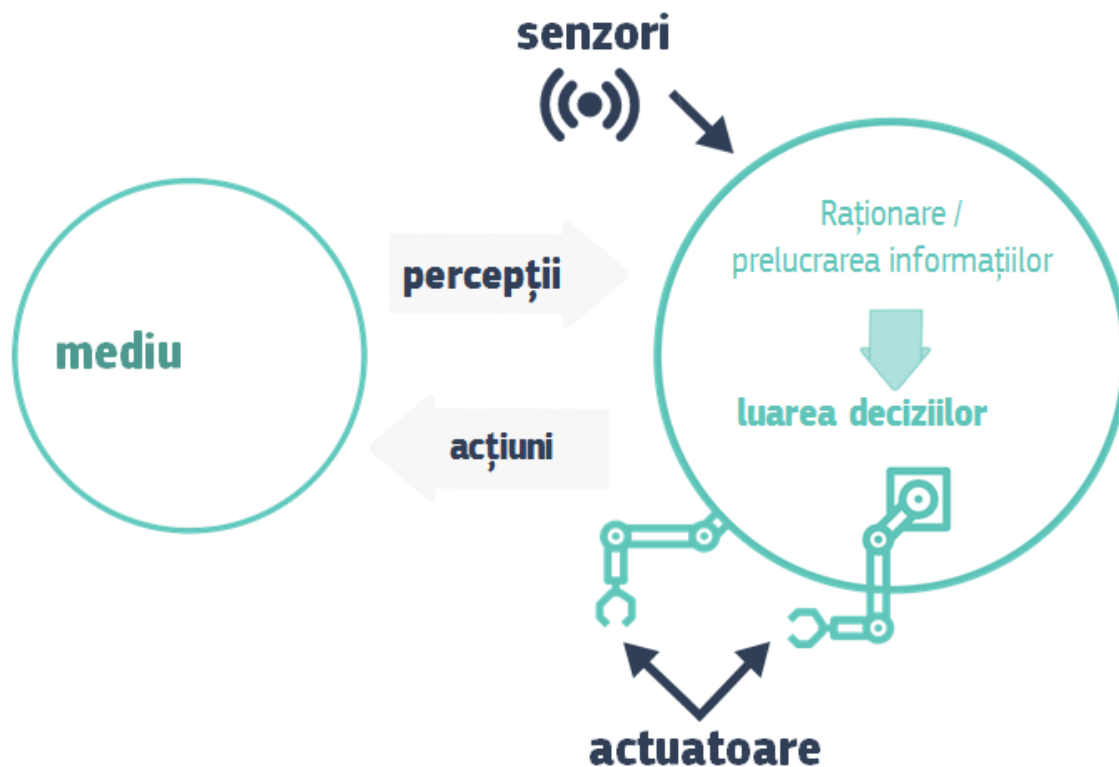 senzori
Raționare /
prelucrarea informațiilor
percepții
mediu
luarea deciziilor
acțiuni
actuatoare